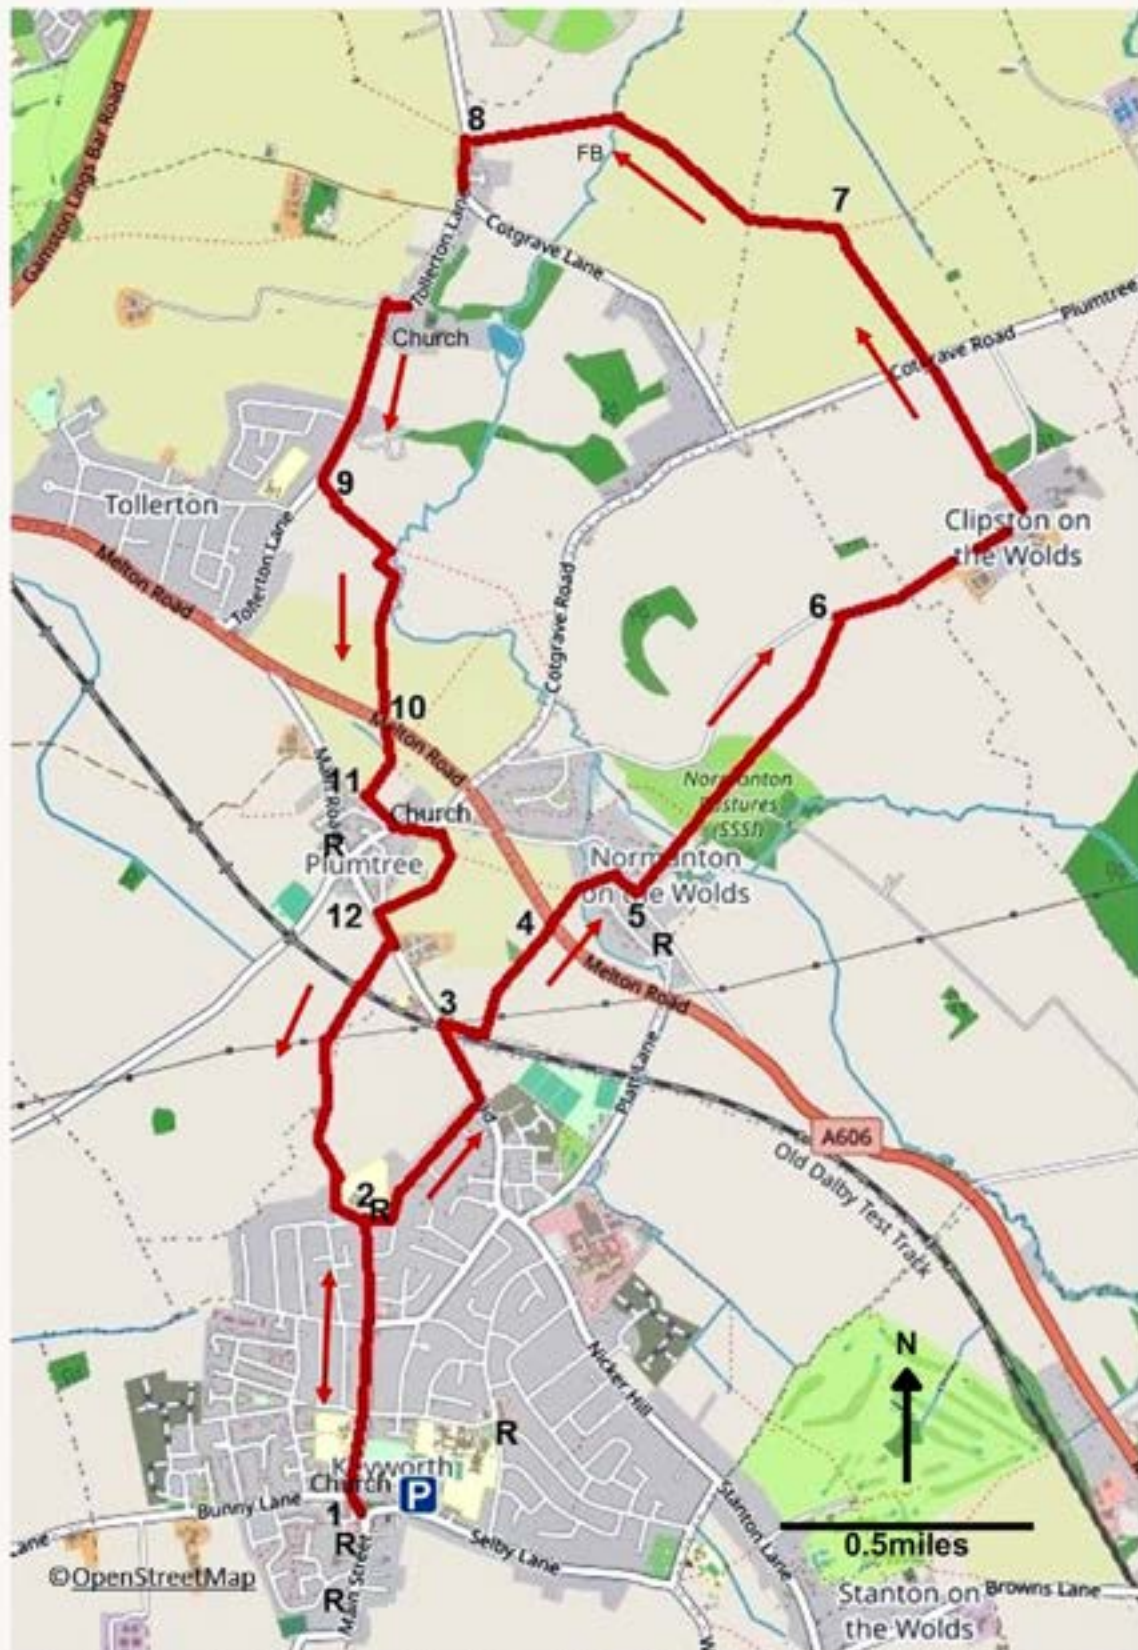 Gamston Lings Bar Road
8
FB
7
Cotgrave Lane
Tollerton Lane
Plumtree
Cotgrave Road
Church
9
Tollerton
Clipston on
the Wolds
Melton Road
Tollerton Lane
6
Cotgrave Road
10
Melton Road
Main Road
11
Church
Normanton
Pastures
SSSI
R
Plumtree
Normanton
on the Wolds
12
4
5
R
Melton Road
3
Platt Lane
A606
Old Dalby Test Track
2
R
N
Nicker Hill
R
Keyworth
Church
P
Bunny Lane
1
R
Selby Lane
Stanton Lane
0.5miles
©OpenStreetMap
R
Main Street
Stanton on
the Wolds
Browns Lane